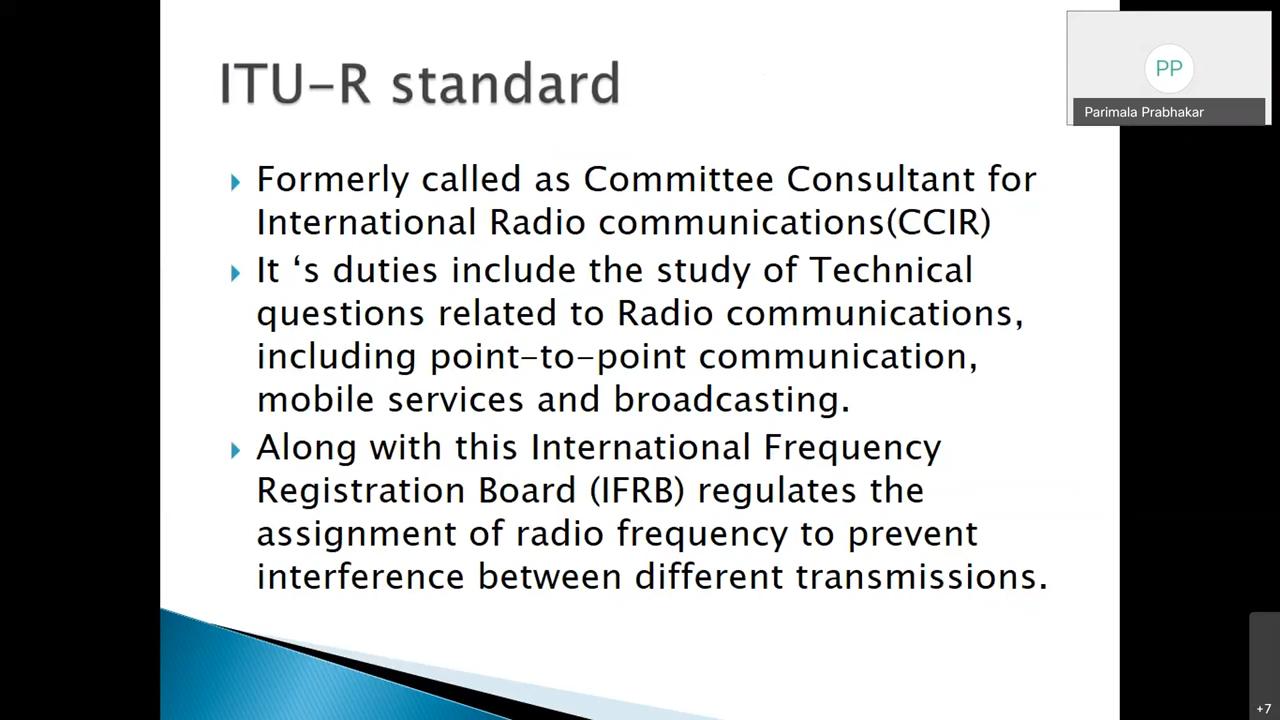 ITU-R standard
PP
Parimala Prabhakar
Formerly called as Committee Consultant for
International Radio communications(CCIR)
It ‘s duties include the study of Technical
questions related to Radio communications,
including point-to-point communication,
mobile services and broadcasting.
Along with this International Frequency
Registration Board (IFRB) regulates the
assignment of radio frequency to prevent
interference between different transmissions.
+7